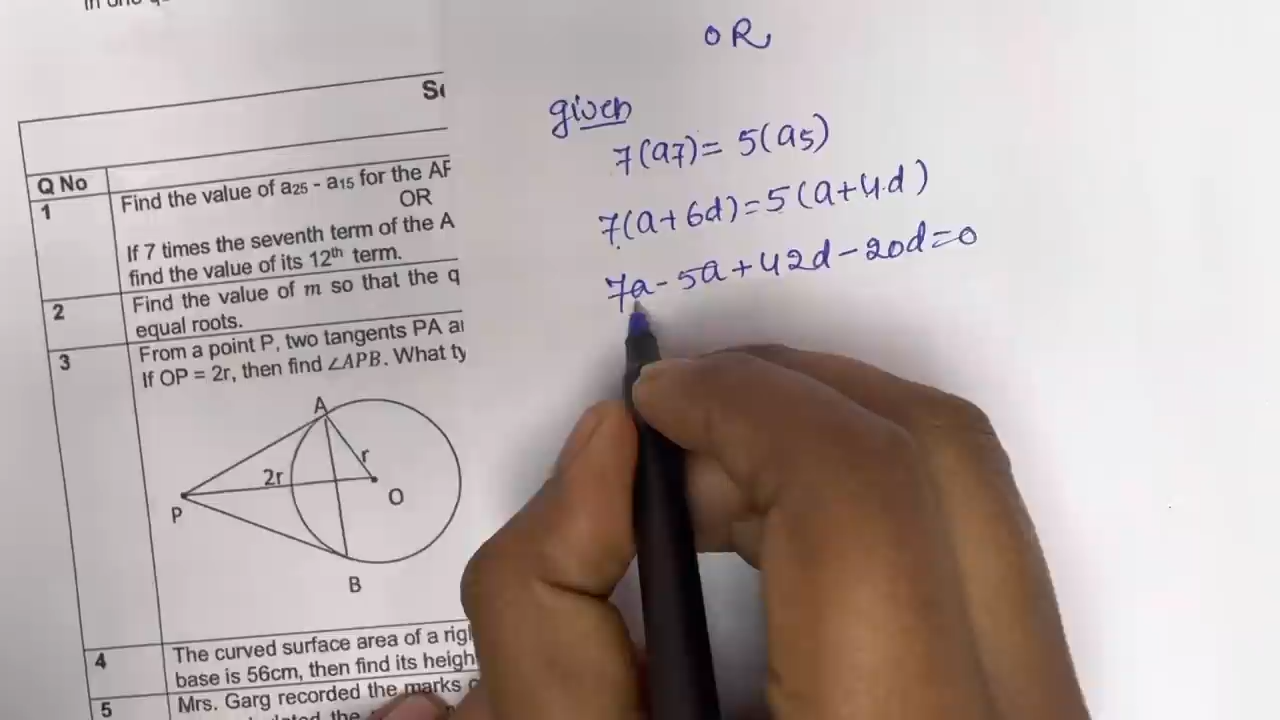 in one
Se
Q No
1
Find the value of a25 - a15 for the AP
OR
If 7 times the seventh term of the A
find the value of its 12th term.
2
Find the value of m so that the q
equal roots.
3
From a point P, two tangents PA a
If OP = 2r, then find ∠APB. What ty
A
r
2r
O
P
B
4
The curved surface area of a rig
base is 56cm, then find its heigh
5
Mrs. Garg recorded the marks
the
OR
given
7(a7) = 5(a5)
7(a+6d) = 5(a+4d)
7a - 5a + 42d - 20d = 0